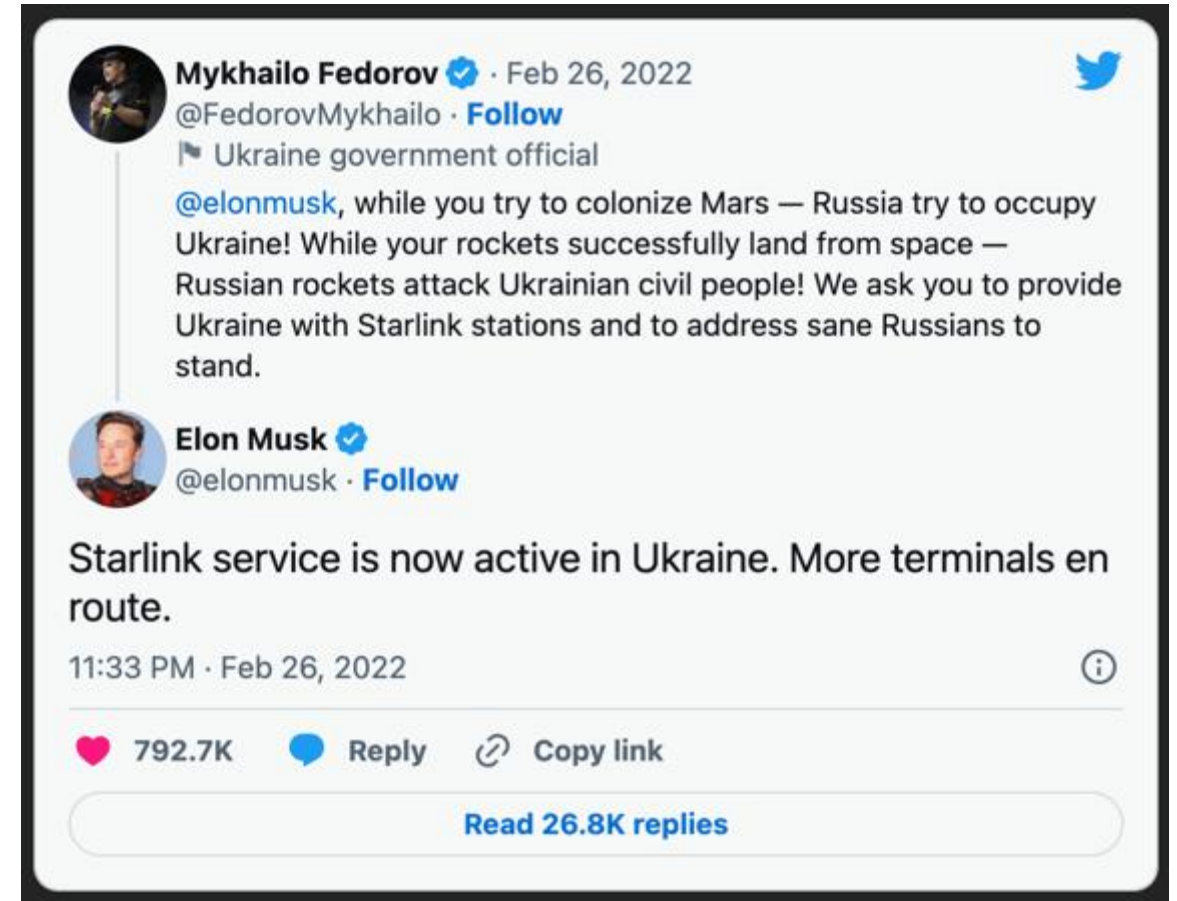 Mykhailo Fedorov · Feb 26, 2022
@FedorovMykhailo · Follow
Ukraine government official
@elonmusk, while you try to colonize Mars — Russia try to occupy
Ukraine! While your rockets successfully land from space —
Russian rockets attack Ukrainian civil people! We ask you to provide
Ukraine with Starlink stations and to address sane Russians to
stand.
Elon Musk
@elonmusk · Follow
Starlink service is now active in Ukraine. More terminals en
route.
11:33 PM · Feb 26, 2022
792.7K Reply Copy link
Read 26.8K replies